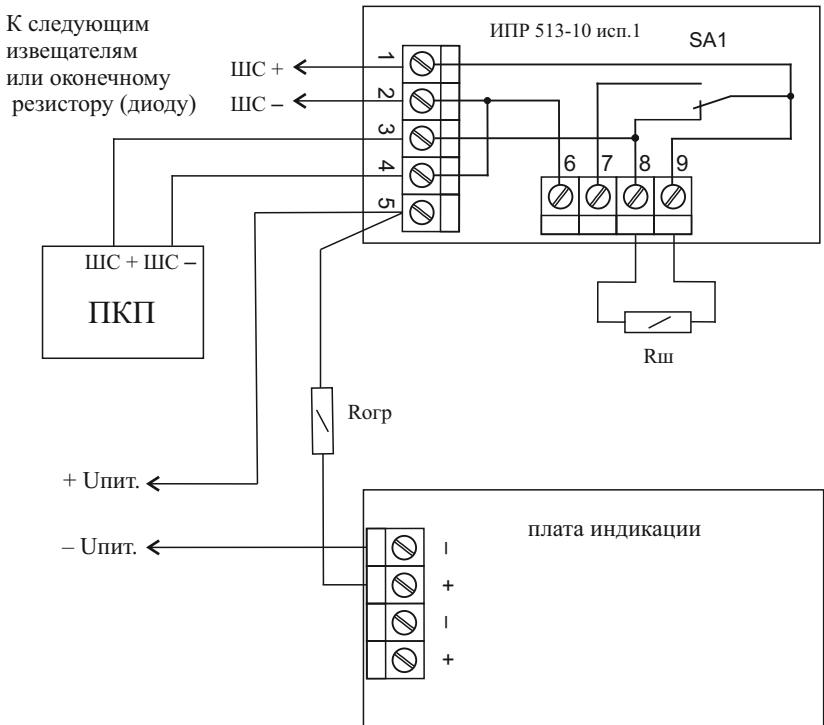 К следующим
извещателям
или оконечному
резистору (диоду)
ШС +
ШС –
ИПР 513-10 исп.1
SA1
1
2
3
4
5
6 7 8 9
ШС + ШС –
ПКП
Rш
Rогр
+ Uпит.
– Uпит.
плата индикации
–
+
–
+